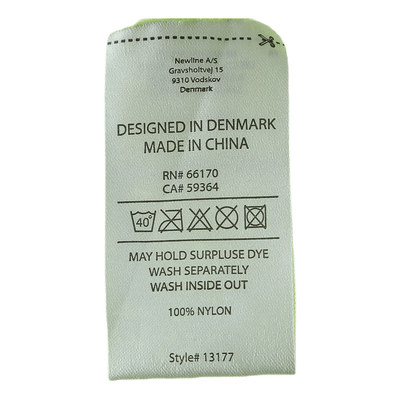 Newline A/S
Gravsholtvej 15
9310 Vodskov
Denmark
DESIGNED IN DENMARK
MADE IN CHINA
RN# 66170
CA# 59364
40°
MAY HOLD SURPLUSE DYE
WASH SEPARATELY
WASH INSIDE OUT
100% NYLON
Style# 13177